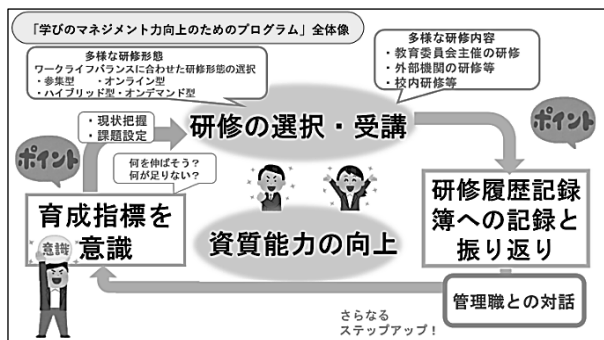 「学びのマネジメント力向上のためのプログラム」全体像
多様な研修形態
ワークライフバランスに合わせた研修形態の選択
・参集型　・オンライン型
・ハイブリッド型・オンデマンド型
多様な研修内容
・教育委員会主催の研修
・外部機関の研修等
・校内研修等
・現状把握
・課題設定
研修の選択・受講
ポイント
ポイント
何を伸ばそう？
何が足りない？
育成指標を
意識
意識
資質能力の向上
研修履歴記録
簿への記録と
振り返り
管理職との対話
さらなる
ステップアップ！